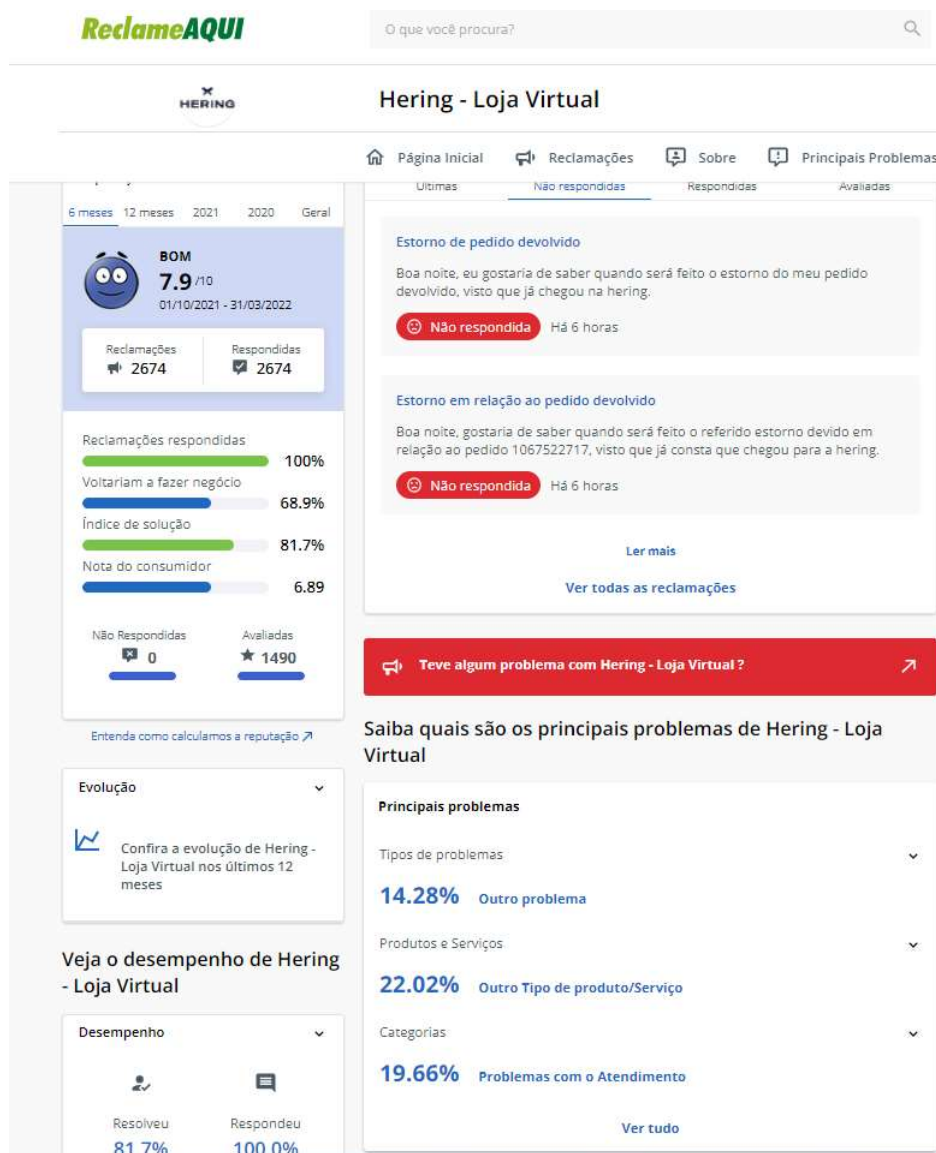 ReclameAQUI
O que você procura?
HERING
Hering - Loja Virtual
Página Inicial
Reclamações
Sobre
Principais Problemas
6 meses 12 meses 2021 2020 Geral
BOM
7.9 /10
01/10/2021 - 31/03/2022
Reclamações Respondidas
2674 2674
Reclamações respondidas
100%
Voltariam a fazer negócio
68.9%
Índice de solução
81.7%
Nota do consumidor
6.89
Não Respondidas Avaliadas
0 1490
Entenda como calculamos a reputação
Evolução
Confira a evolução de Hering -
Loja Virtual nos últimos 12
meses
Veja o desempenho de Hering
- Loja Virtual
Desempenho
Resolveu Respondeu
81.7% 100.0%
Últimas Não respondidas Respondidas Avaliadas
Estorno de pedido devolvido
Boa noite, eu gostaria de saber quando será feito o estorno do meu pedido
devolvido, visto que já chegou na hering.
Não respondida Há 6 horas
Estorno em relação ao pedido devolvido
Boa noite, gostaria de saber quando será feito o referido estorno devido em
relação ao pedido 1067522717, visto que já consta que chegou para a hering.
Não respondida Há 6 horas
Ler mais
Ver todas as reclamações
Teve algum problema com Hering - Loja Virtual ?
Saiba quais são os principais problemas de Hering - Loja
Virtual
Principais problemas
Tipos de problemas
14.28% Outro problema
Produtos e Serviços
22.02% Outro Tipo de produto/Serviço
Categorias
19.66% Problemas com o Atendimento
Ver tudo